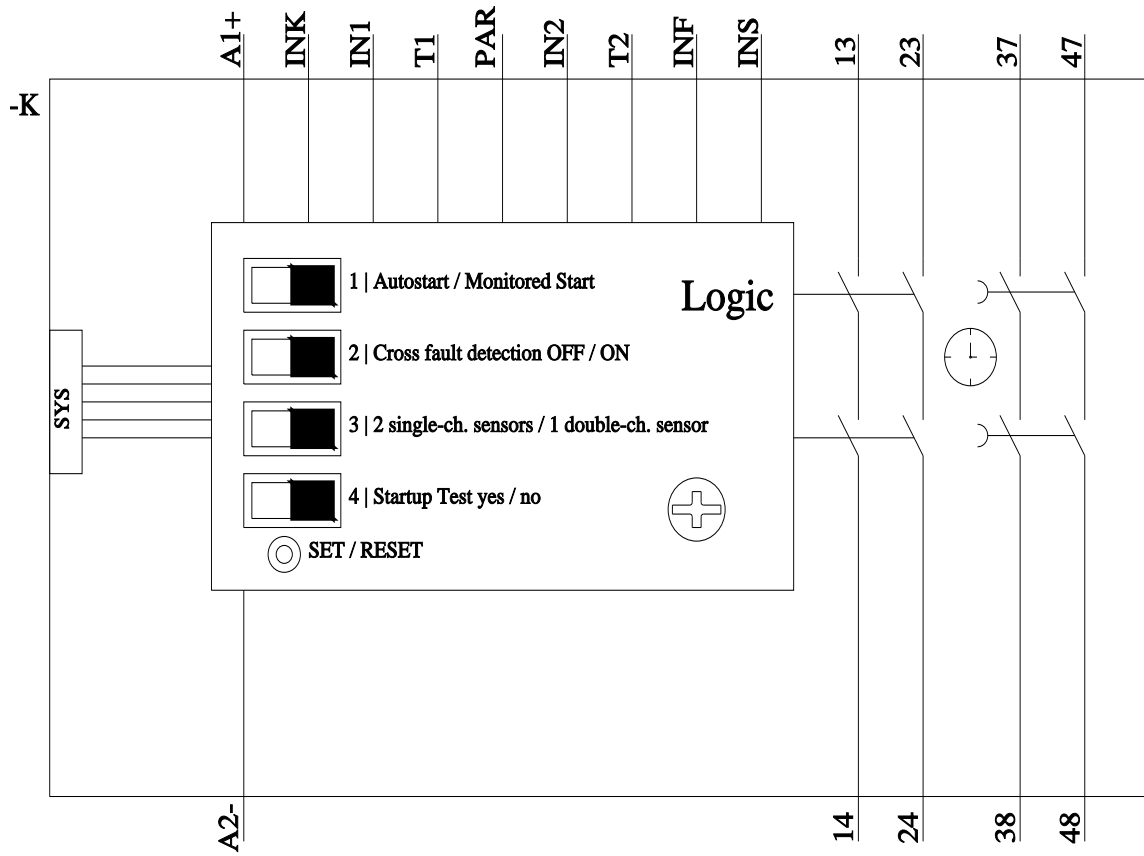 A1+
INK
IN1
T1
PAR
IN2
T2
INF
INS
13
23
37
47
-K
1 | Autostart / Monitored Start
Logic
2 | Cross fault detection OFF / ON
SYS
3 | 2 single-ch. sensors / 1 double-ch. sensor
4 | Startup Test yes / no
SET / RESET
A2-
14
24
38
48